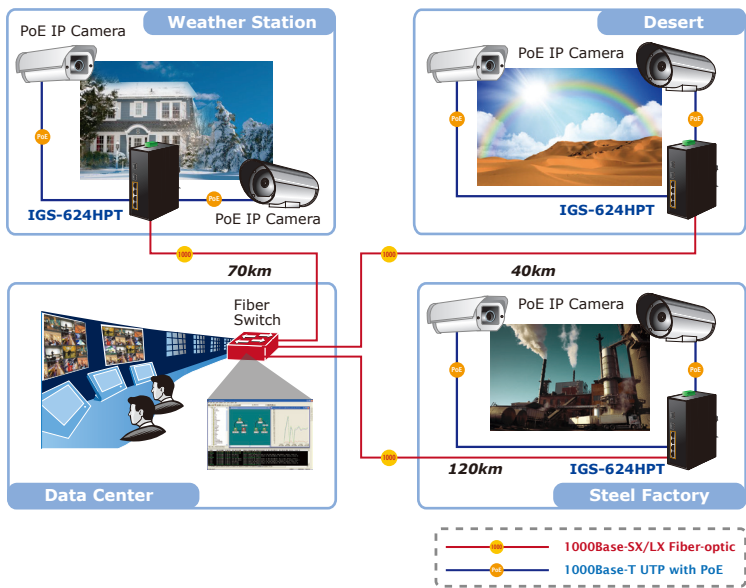 Weather Station
PoE IP Camera
PoE
PoE
IGS-624HPT
PoE IP Camera
Desert
PoE IP Camera
PoE
PoE
IGS-624HPT
1000
70km
1000
40km
Fiber
Switch
Data Center
PoE IP Camera
PoE
PoE
1000
120km
IGS-624HPT
Steel Factory
1000
1000Base-SX/LX Fiber-optic
PoE
1000Base-T UTP with PoE